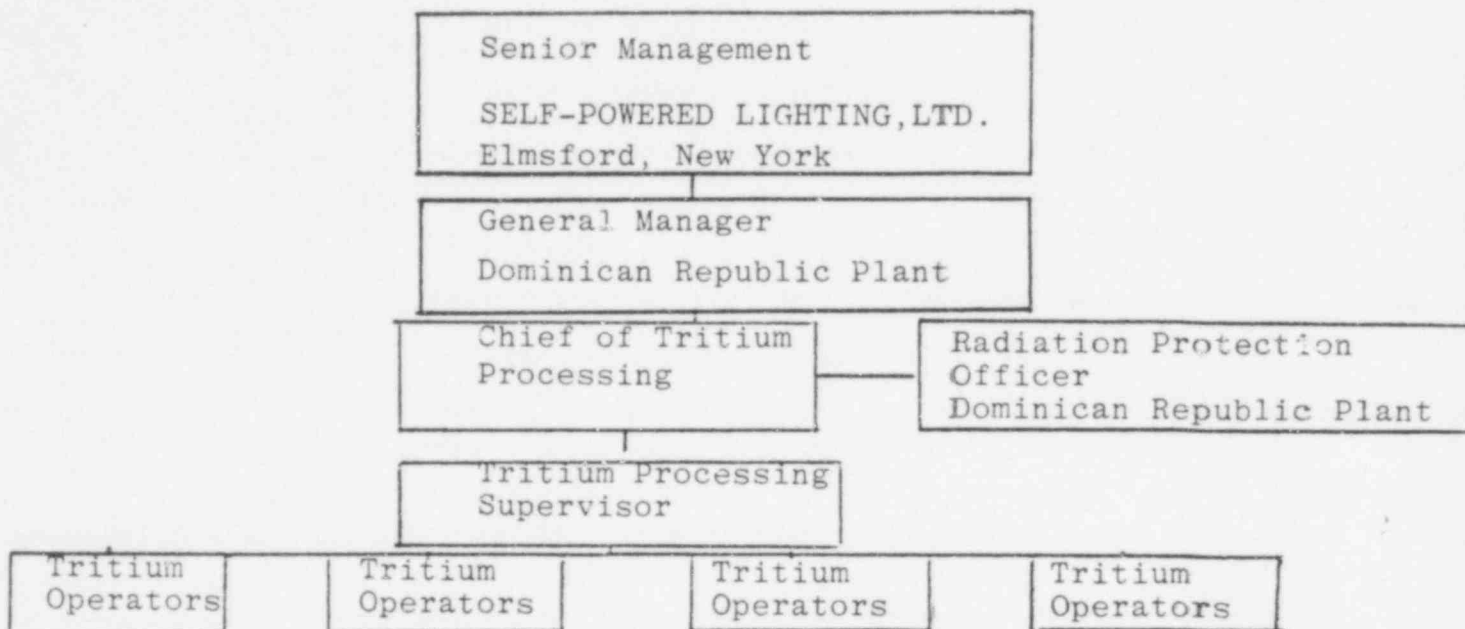 Senior Management
SELF-POWERED LIGHTING,LTD.
Elmsford, New York
General Manager
Dominican Republic Plant
Chief of Tritium
Processing
Radiation Protection
Officer
Dominican Republic Plant
Tritium Processing
Supervisor
Tritium
Operators
Tritium
Operators
Tritium
Operators
Tritium
Operators